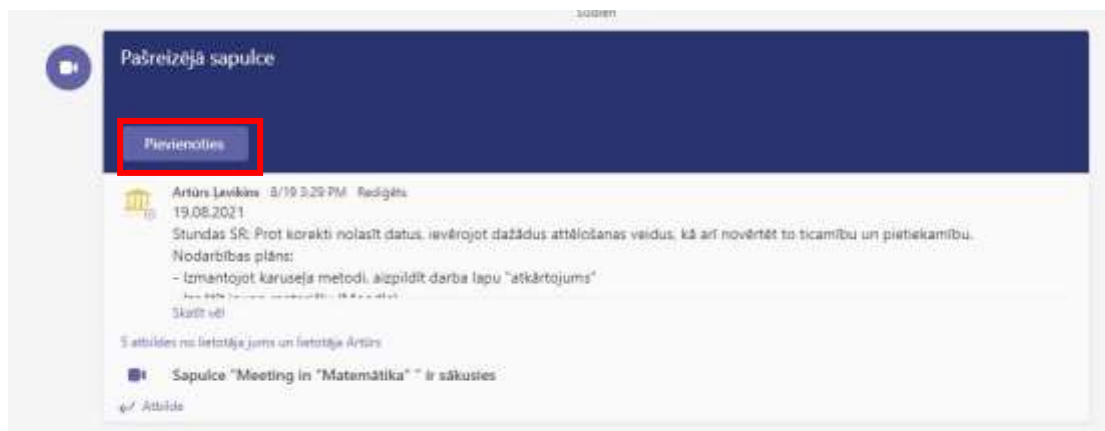 Šodien
Pašreizējā sapulce
Pievienoties
Artūrs Ļevikins 8/19 3:29 PM Rediģēts
19.08.2021
Stundas SR: Prot korekti nolasīt datus, ievērojot dažādus attēlošanas veidus, kā arī novērtēt to ticamību un pietiekamību.
Nodarbības plāns:
- Izmantojot karuseļa metodi, aizpildīt darba lapu "atkārtojums"
Skatīt vēl
5 atbildes no lietotāja jums un lietotāja Artūrs
Sapulce "Meeting in "Matemātika" " ir sākusies
Atbilde